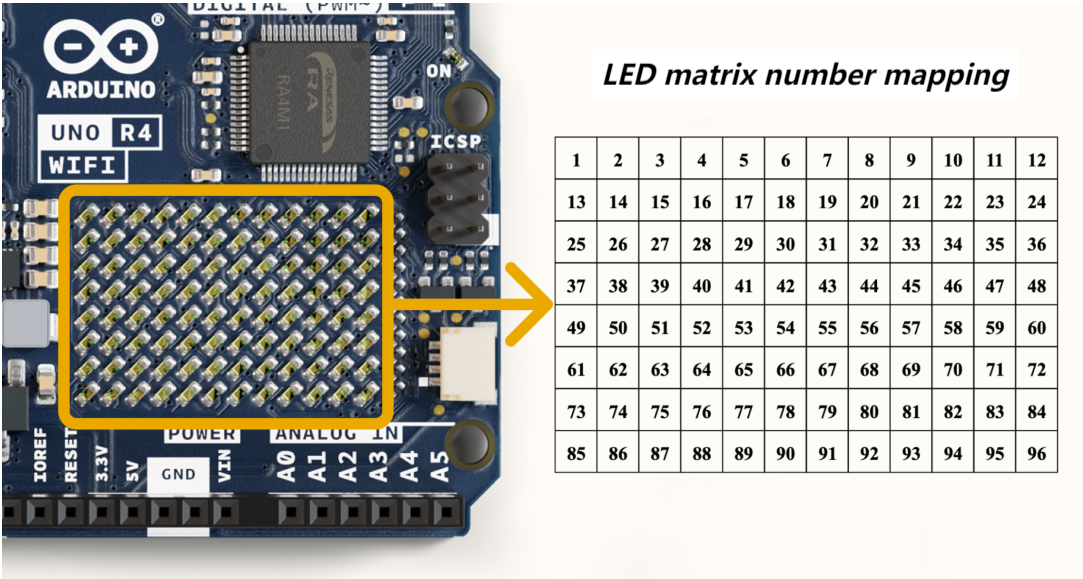 DIGITAL (PWM~)
®
ARDUINO
UNO R4
WIFI
RENESAS
RA
RA4M1
ON
ICSP
LED matrix number mapping
1 2 3 4 5 6 7 8 9 10 11 12
13 14 15 16 17 18 19 20 21 22 23 24
25 26 27 28 29 30 31 32 33 34 35 36
37 38 39 40 41 42 43 44 45 46 47 48
49 50 51 52 53 54 55 56 57 58 59 60
61 62 63 64 65 66 67 68 69 70 71 72
73 74 75 76 77 78 79 80 81 82 83 84
85 86 87 88 89 90 91 92 93 94 95 96
POWER
ANALOG IN
IOREF
RESET
3.3V
5V
GND
VIN
A0
A1
A2
A3
A4
A5